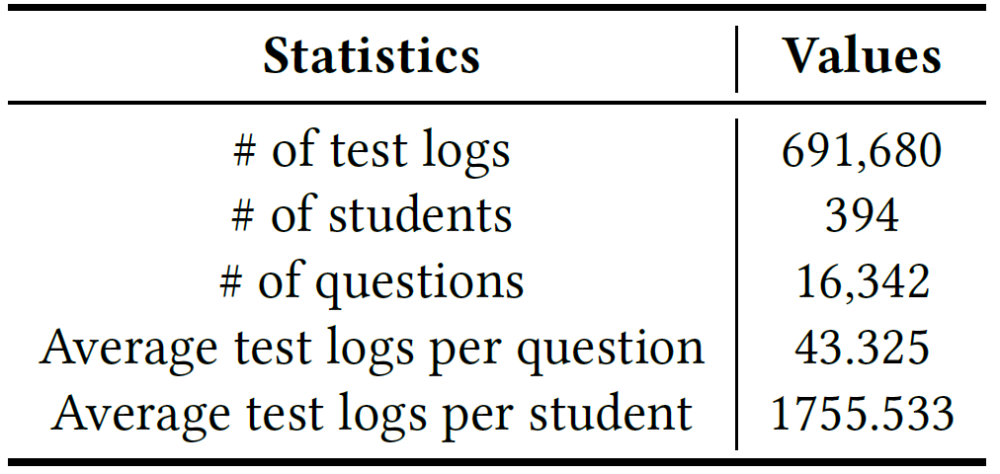 Statistics Values
# of test logs 691,680
# of students 394
# of questions 16,342
Average test logs per question 43.325
Average test logs per student 1755.533